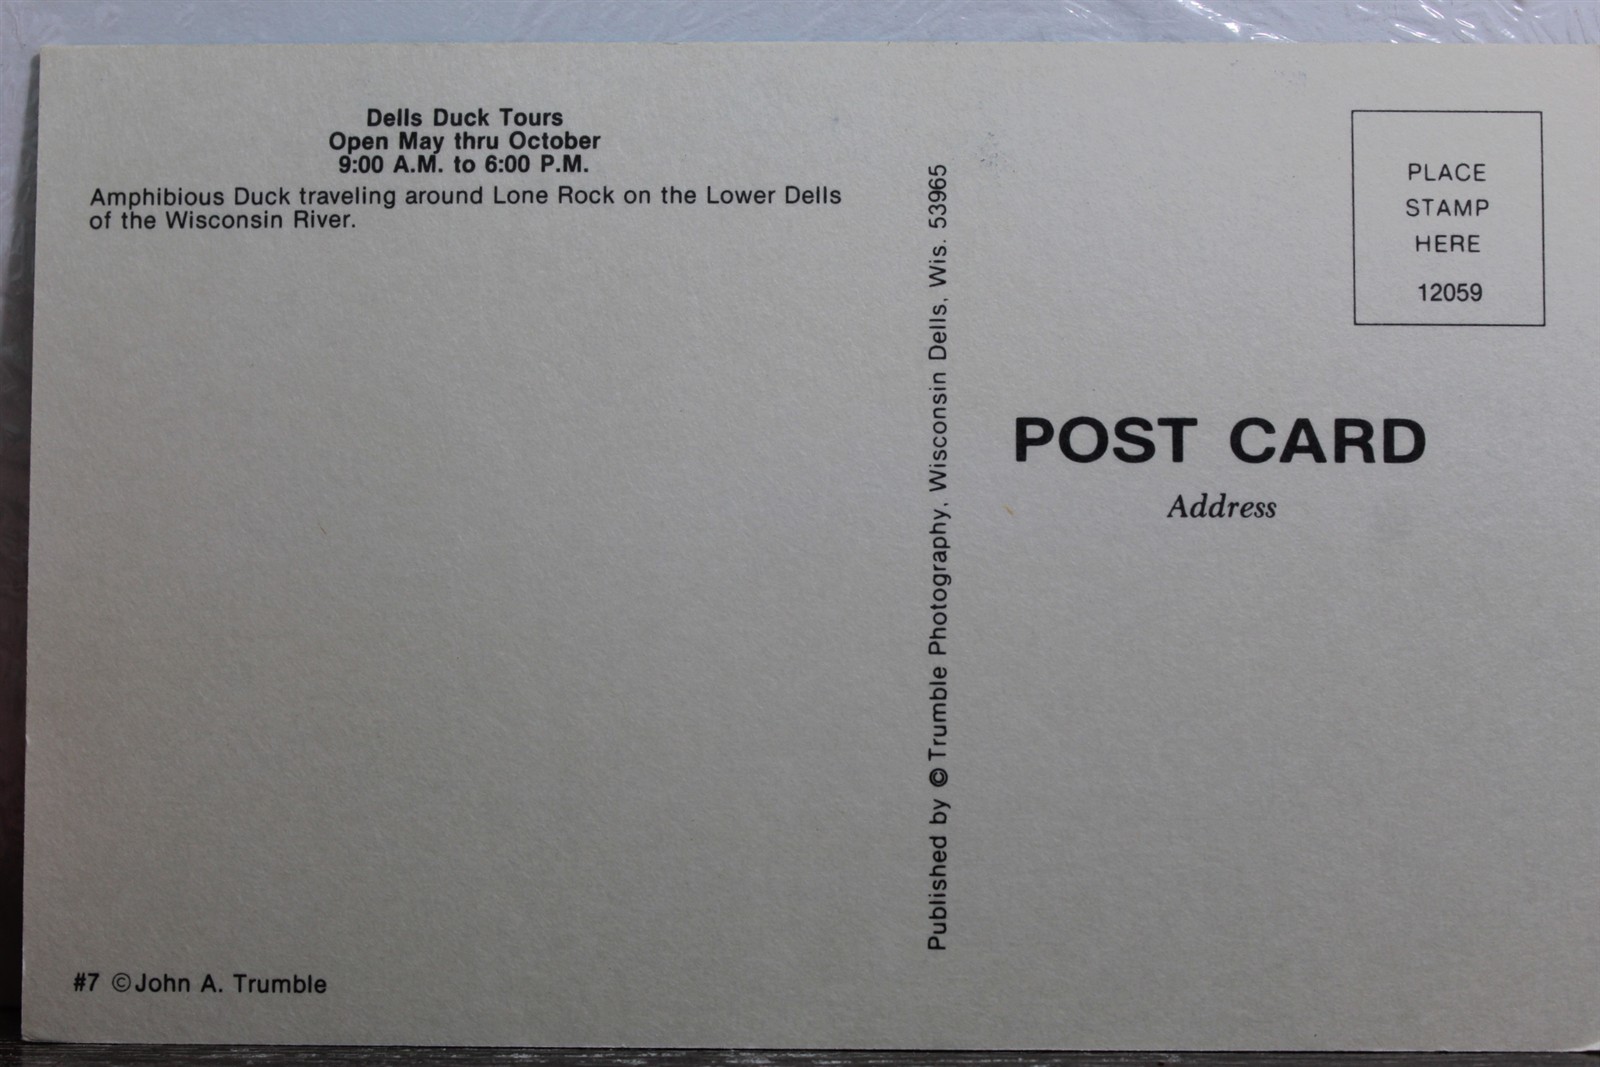 Dells Duck Tours
Open May thru October
9:00 A.M. to 6:00 P.M.
Amphibious Duck traveling around Lone Rock on the Lower Dells
of the Wisconsin River.
#7 ©John A. Trumble
Published by © Trumble Photography, Wisconsin Dells, Wis. 53965
PLACE
STAMP
HERE
12059
POST CARD
Address